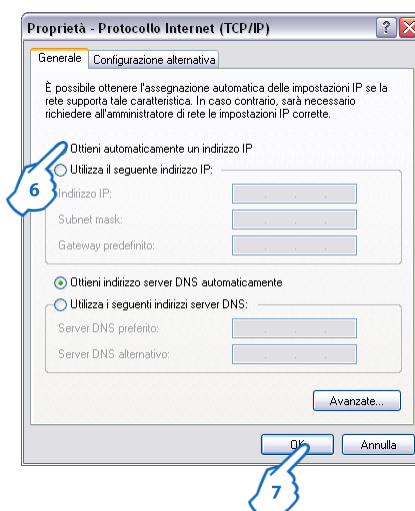 Proprietà - Protocollo Internet (TCP/IP)
Generale
Configurazione alternativa
È possibile ottenere l'assegnazione automatica delle impostazioni IP se la
rete supporta tale caratteristica. In caso contrario, sarà necessario
richiedere all'amministratore di rete le impostazioni IP corrette.
Ottieni automaticamente un indirizzo IP
Utilizza il seguente indirizzo IP:
6
Indirizzo IP:
Subnet mask:
Gateway predefinito:
Ottieni indirizzo server DNS automaticamente
Utilizza i seguenti indirizzi server DNS:
Server DNS preferito:
Server DNS alternativo:
Avanzate...
OK
Annulla
7